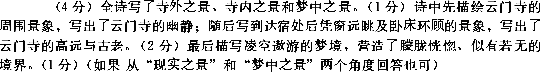 （4 分）全诗写了寺外之景、寺内之景和梦中之景。（1 分）诗中先描绘云门寺的
周围景象，写出了云门寺的幽静；随后写到达宿处后凭窗远眺及卧床环顾的景象，写出了
云门寺的高远与古老。（2 分）最后描写凌空遨游的梦境，营造了朦胧恍惚、似有若无的
境界。（1 分）（如果 从“现实之景”和“梦中之景”两个角度回答也可）